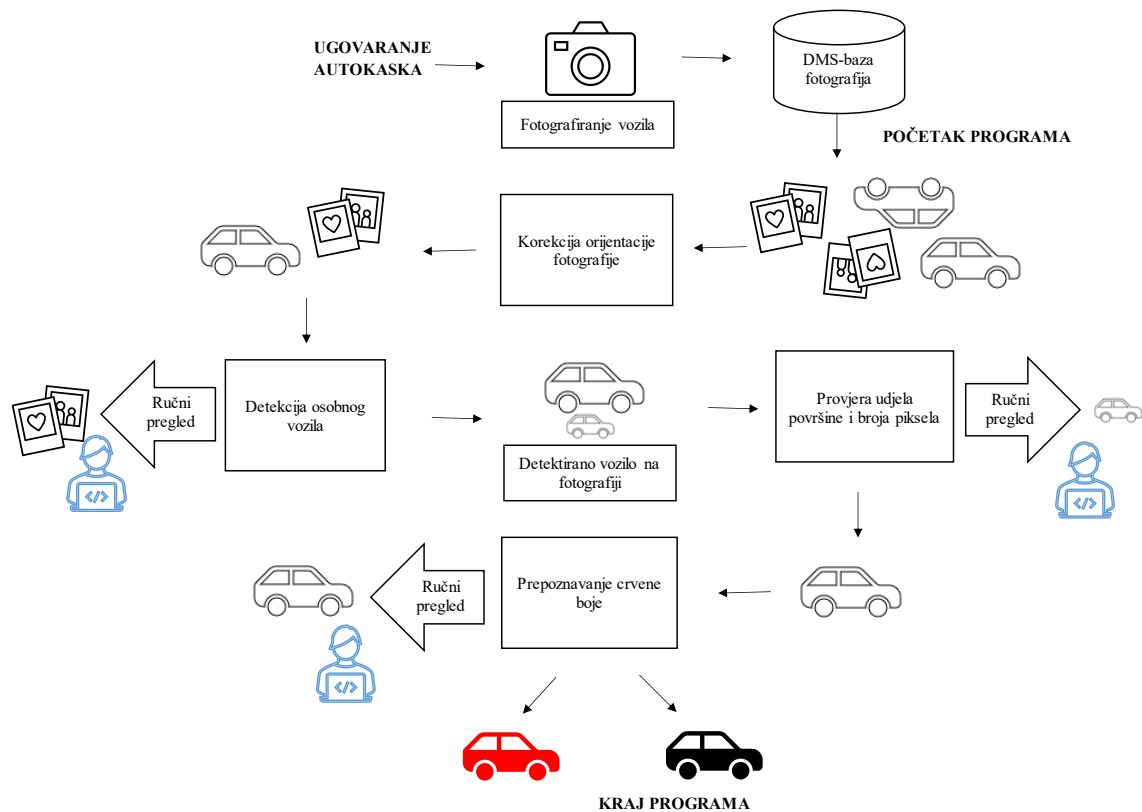 UGOVARANJE
AUTOKASKA
Fotografiranje vozila
DMS-baza
fotografija
POČETAK PROGRAMA
Korekcija orijentacije
fotografije
Ručni
pregled
Detekcija osobnog
vozila
Detektirano vozilo na
fotografiji
Provjera udjela
površine i broja piksela
Ručni
pregled
</>
</>
Ručni
pregled
Prepoznavanje crvene
boje
</>
KRAJ PROGRAMA